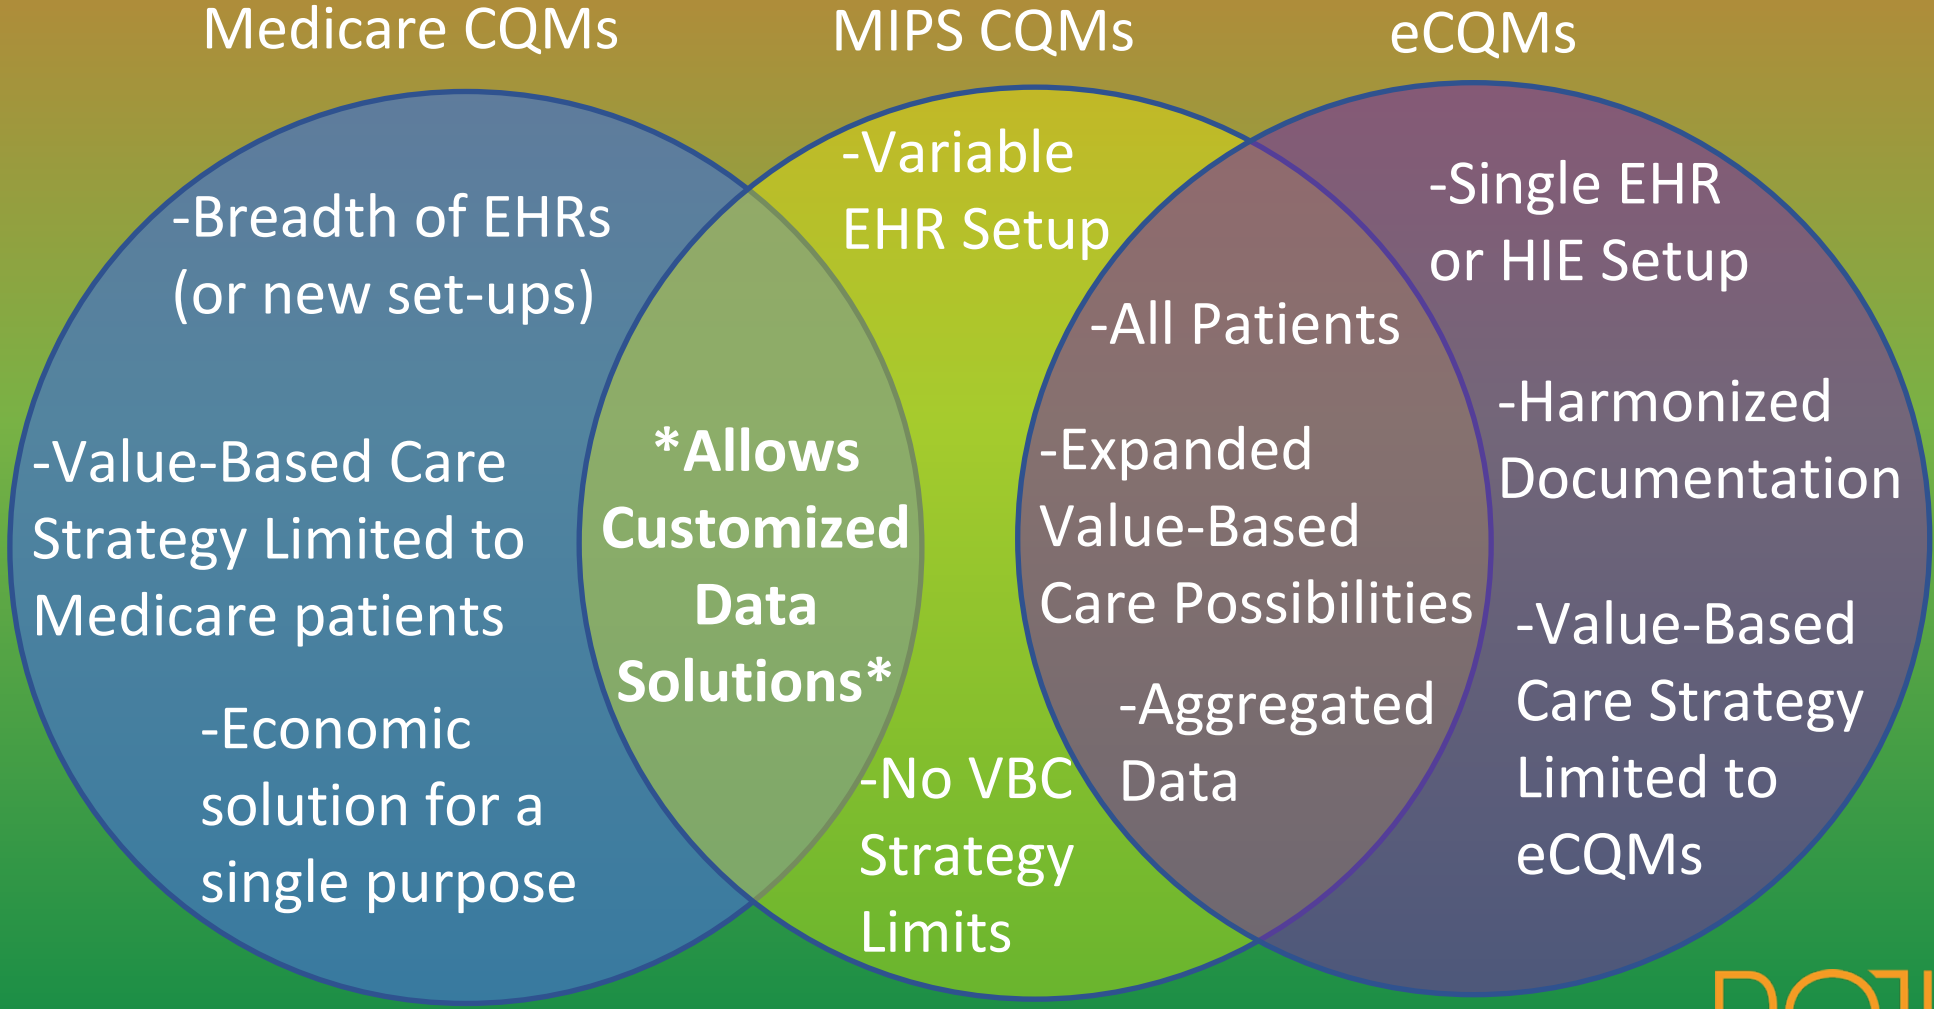 Medicare CQMs
MIPS CQMs
eCQMs
-Breadth of EHRs
(or new set-ups)
-Value-Based Care
Strategy Limited to
Medicare patients
-Economic
solution for a
single purpose
*Allows
Customized
Data
Solutions*
-Variable
EHR Setup
-No VBC
Strategy
Limits
-All Patients
-Expanded
Value-Based
Care Possibilities
-Aggregated
Data
-Single EHR
or HIE Setup
-Harmonized
Documentation
-Value-Based
Care Strategy
Limited to
eCQMs